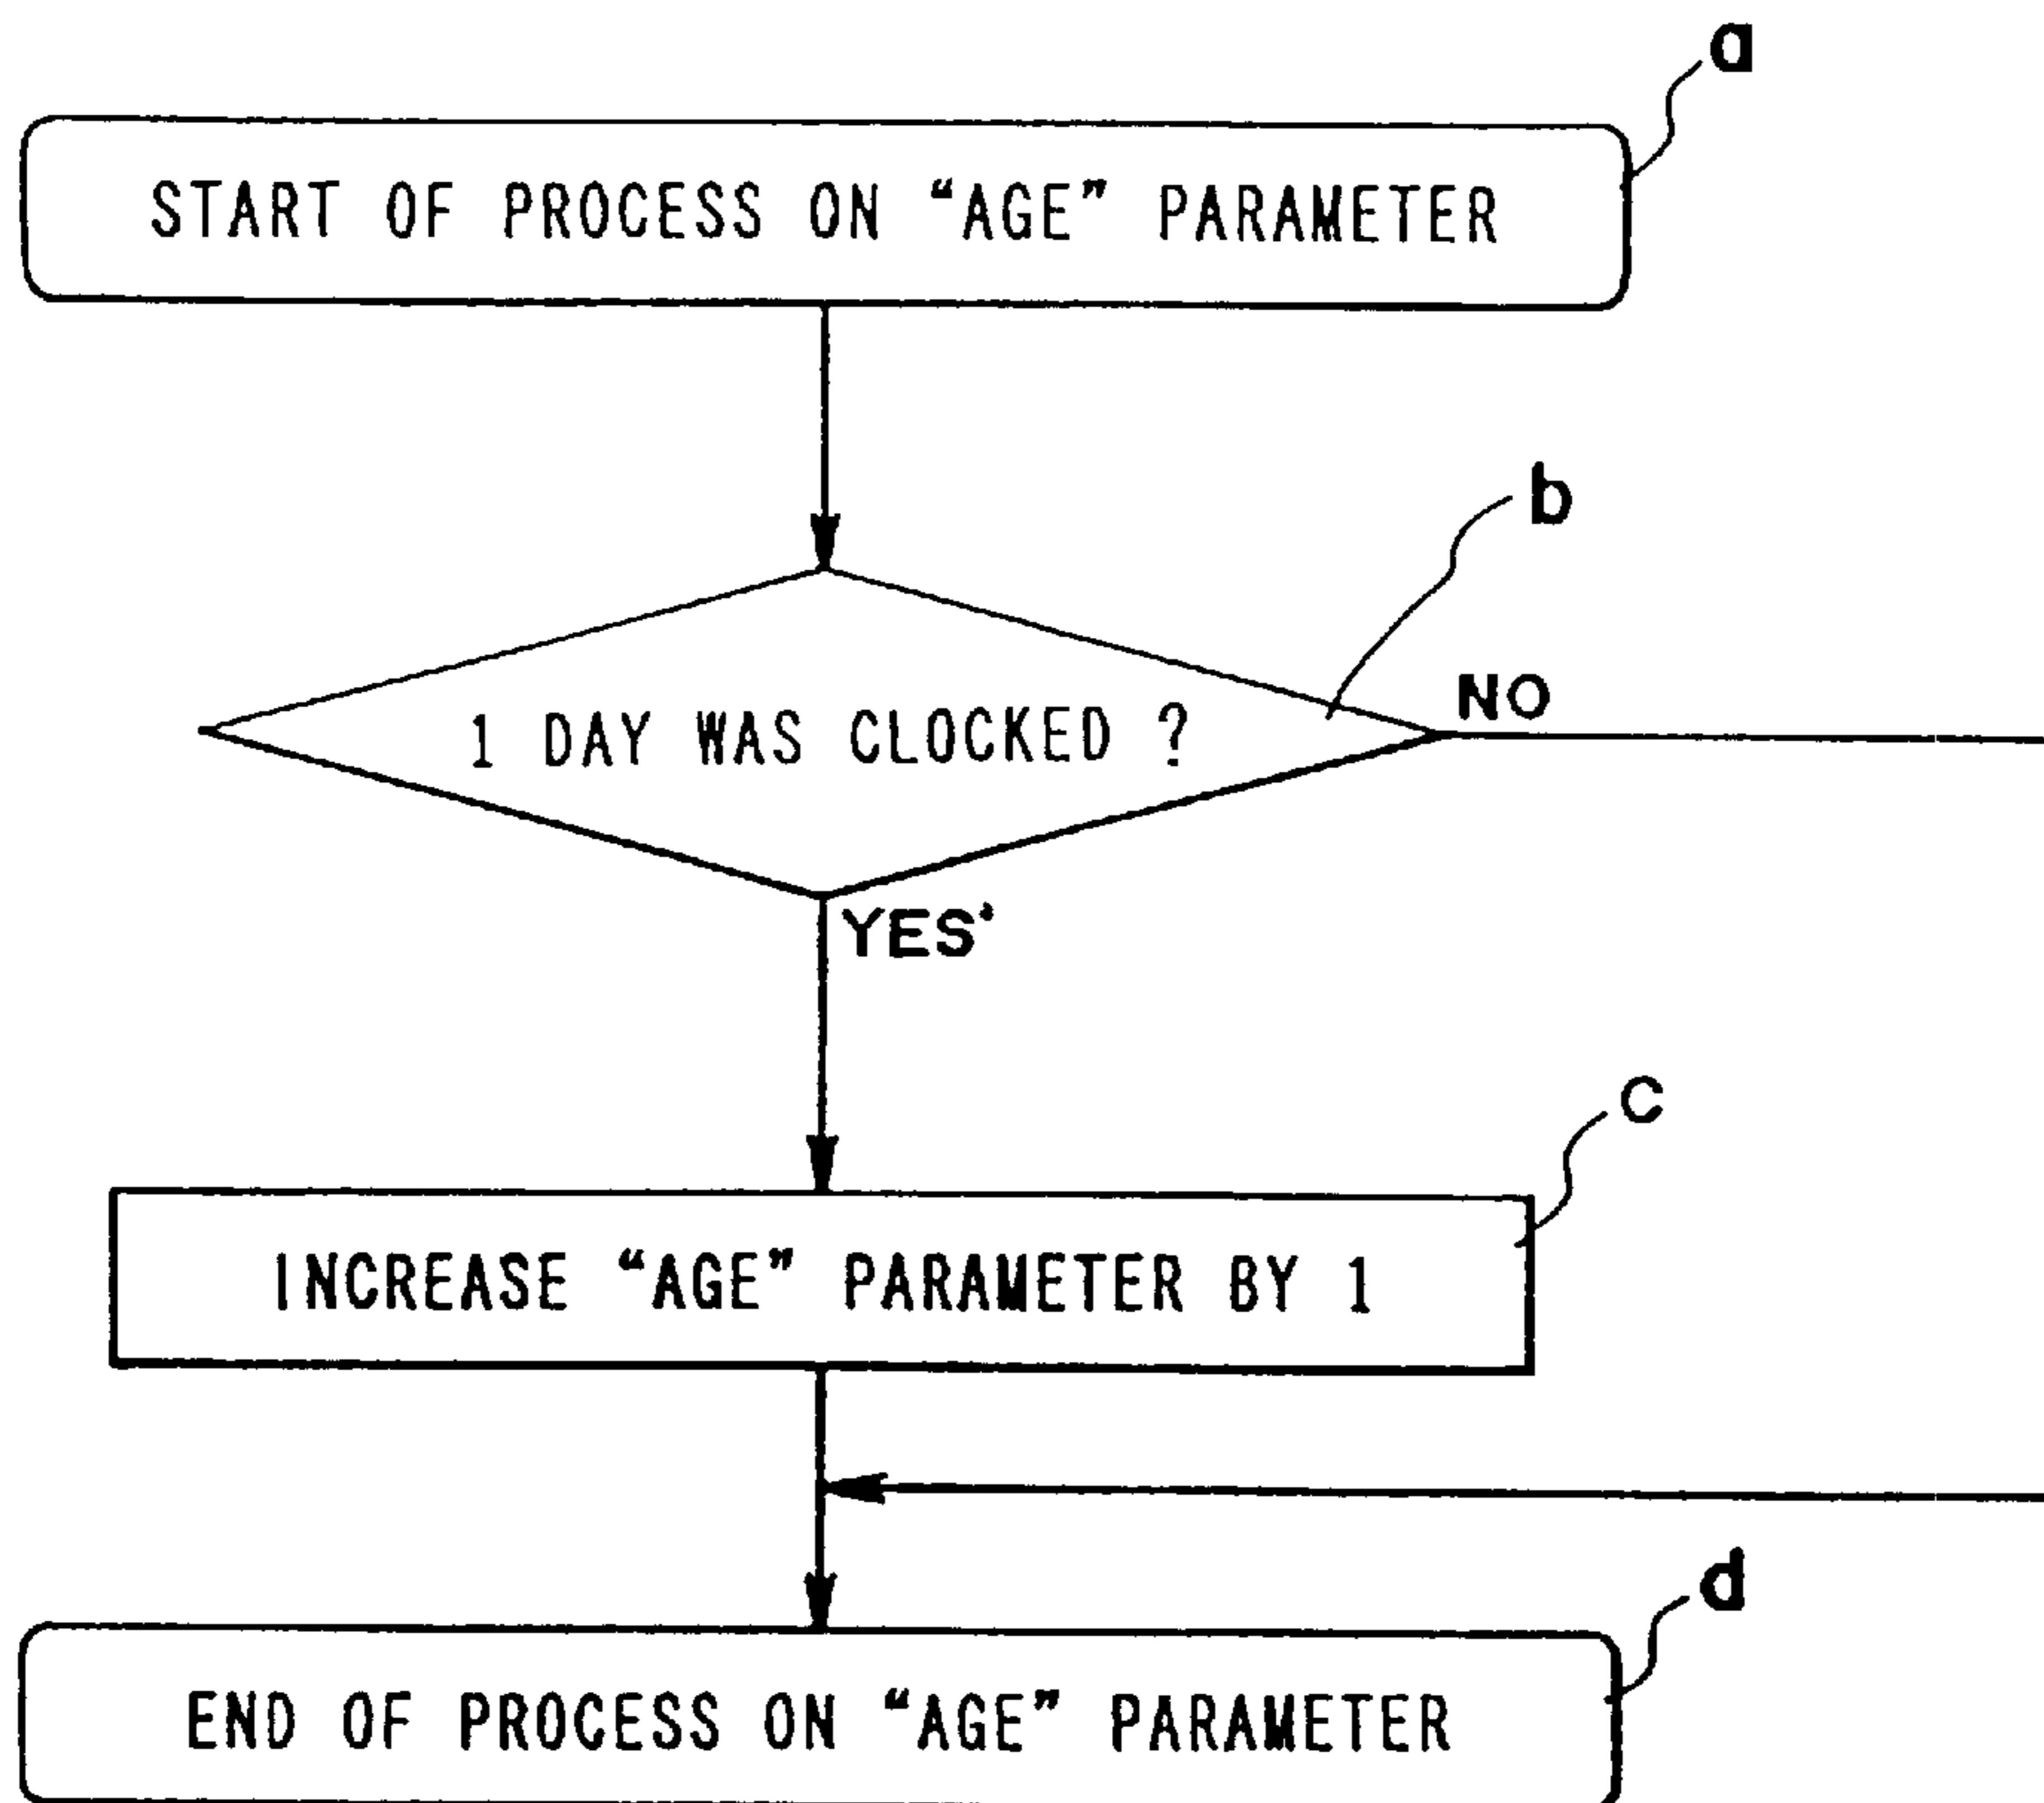 a
START OF PROCESS ON “AGE” PARAMETER
b
NO
1 DAY WAS CLOCKED ?
YES
c
INCREASE “AGE” PARAMETER BY 1
d
END OF PROCESS ON “AGE” PARAMETER